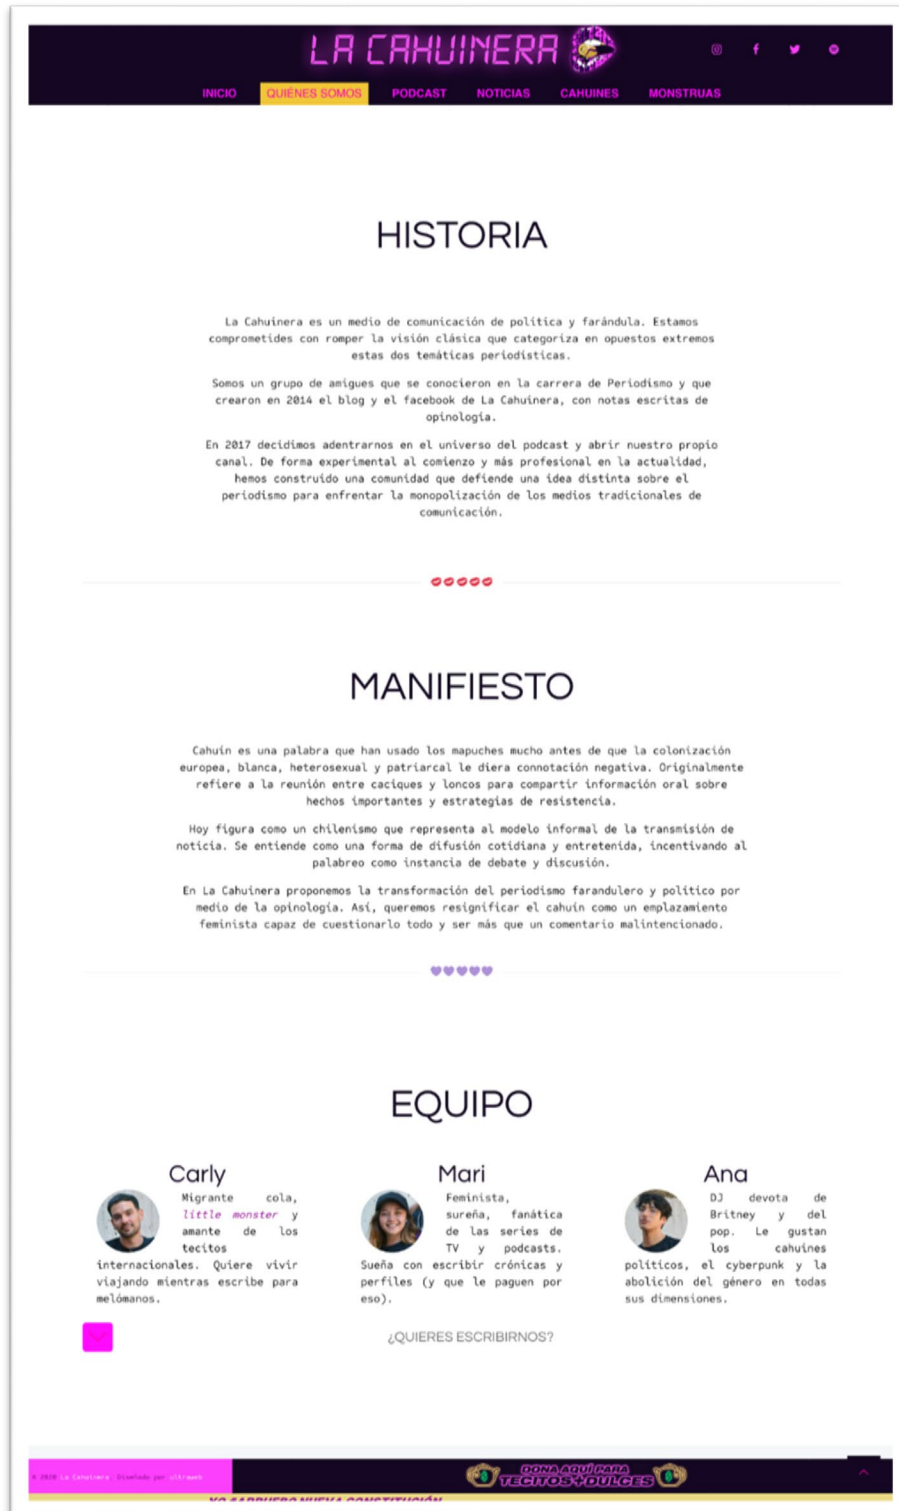 LA CAHUINERA
INICIO QUIÉNES SOMOS PODCAST NOTICIAS CAHUINES MONSTRUAS
HISTORIA
La Cahuinera es un medio de comunicación de política y farándula. Estamos
comprometides con romper la visión clásica que categoriza en opuestos extremos
estas dos temáticas periodísticas.
Somos un grupo de amigues que se conocieron en la carrera de Periodismo y que
crearon en 2014 el blog y el facebook de La Cahuinera, con notas escritas de
opinología.
En 2017 decidimos adentrarnos en el universo del podcast y abrir nuestro propio
canal. De forma experimental al comienzo y más profesional en la actualidad,
hemos construido una comunidad que defiende una idea distinta sobre el
periodismo para enfrentar la monopolización de los medios tradicionales de
comunicación.
MANIFIESTO
Cahuín es una palabra que han usado los mapuches mucho antes de que la colonización
europea, blanca, heterosexual y patriarcal le diera connotación negativa. Originalmente
refiere a la reunión entre caciques y loncos para compartir información oral sobre
hechos importantes y estrategias de resistencia.
Hoy figura como un chilenismo que representa al modelo informal de la transmisión de
noticia. Se entiende como una forma de difusión cotidiana y entretenida, incentivando al
palabreo como instancia de debate y discusión.
En La Cahuinera proponemos la transformación del periodismo farandulero y político por
medio de la opinología. Así, queremos resignificar el cahuín como un emplazamiento
feminista capaz de cuestionarlo todo y ser más que un comentario malintencionado.
EQUIPO
Carly
Migrante cola,
little monster y
amante de los
tecitos
internacionales. Quiere vivir
viajando mientras escribe para
melómanos.
Mari
Feminista,
sureña, fanática
de las series de
TV y podcasts.
Sueña con escribir crónicas y
perfiles (y que le paguen por
eso).
Ana
DJ devota de
Britney y del
pop. Le gustan
los cahuines
políticos, el cyberpunk y la
abolición del género en todas
sus dimensiones.
¿QUIERES ESCRIBIRNOS?
© 2020 La Cahuinera. Diseñado por ultraweb
DONA AQUÍ PARA
TECITOS+DULCES
NUEVA CONSTITUCIÓN